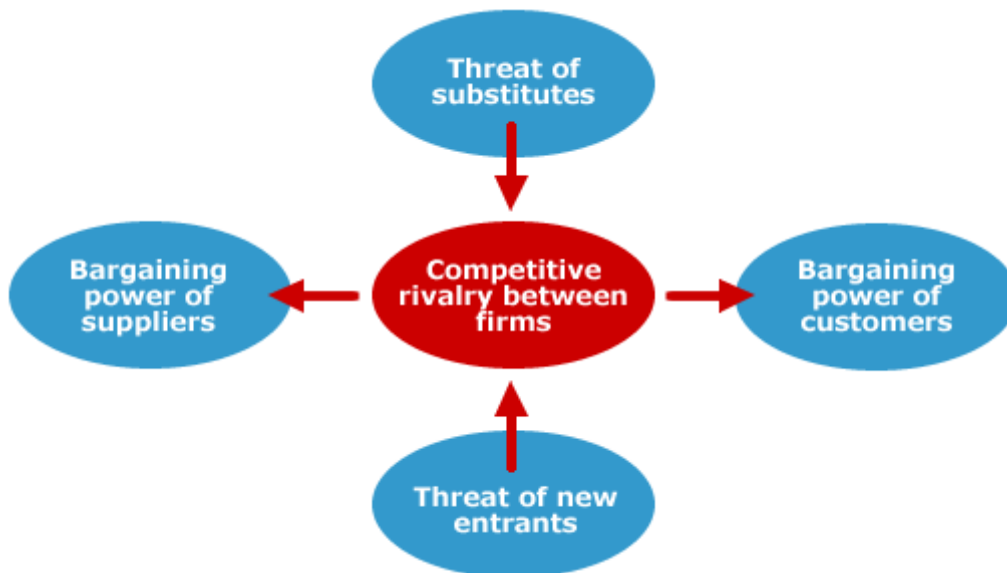 Threat of
substitutes
Bargaining
power of
suppliers
Competitive
rivalry between
firms
Bargaining
power of
customers
Threat of new
entrants